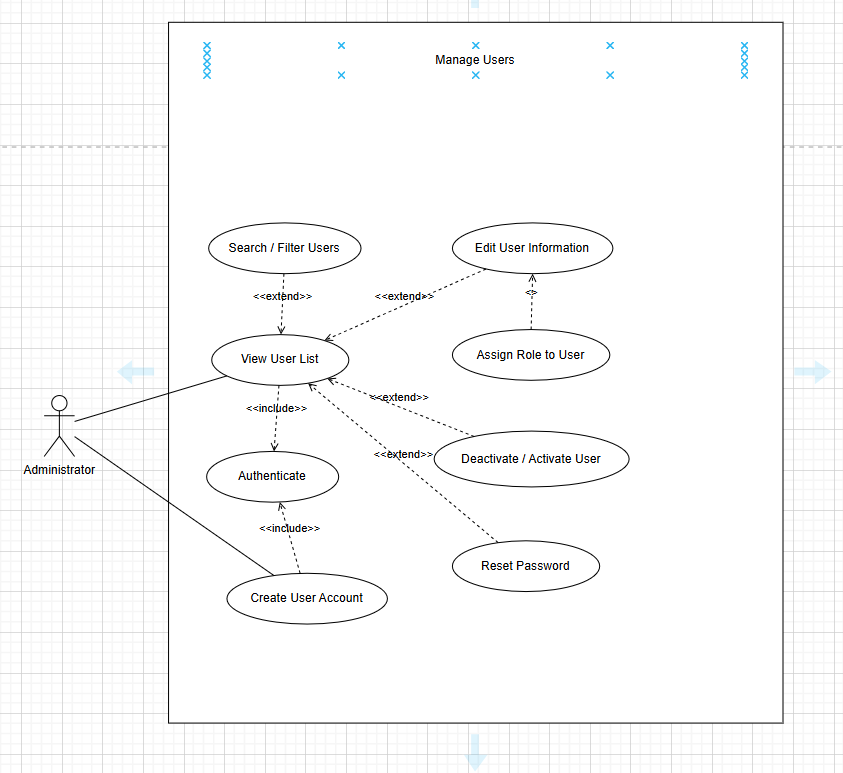 Manage Users
Search / Filter Users
Edit User Information
<<extend>>
<<extend>>
<>
View User List
Assign Role to User
<<extend>>
<<include>>
<<extend>>
Deactivate / Activate User
Administrator
Authenticate
<<include>>
Reset Password
Create User Account